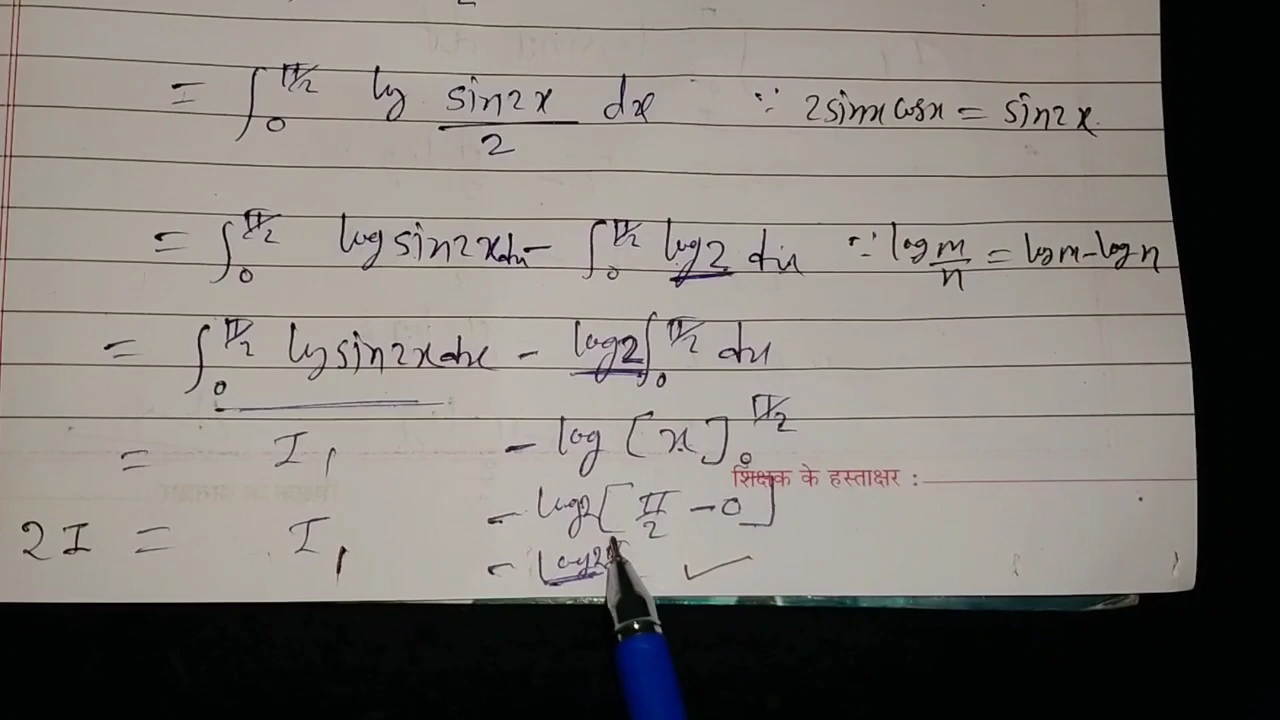 = ∫₀^π/2 log sin2x/2 dx ∵ 2sinx cosx = sin2x.
= ∫₀^π/2 log sin2x dx - ∫₀^π/2 log2 dx ∵ log m/n = log m - log n
= ∫₀^π/2 log sin2x dx - log2 ∫₀^π/2 dx
= I₁ - log [x]₀^π/2
शिक्षक के हस्ताक्षर :
- log2 [π/2 - 0]
2I = I₁ - log2